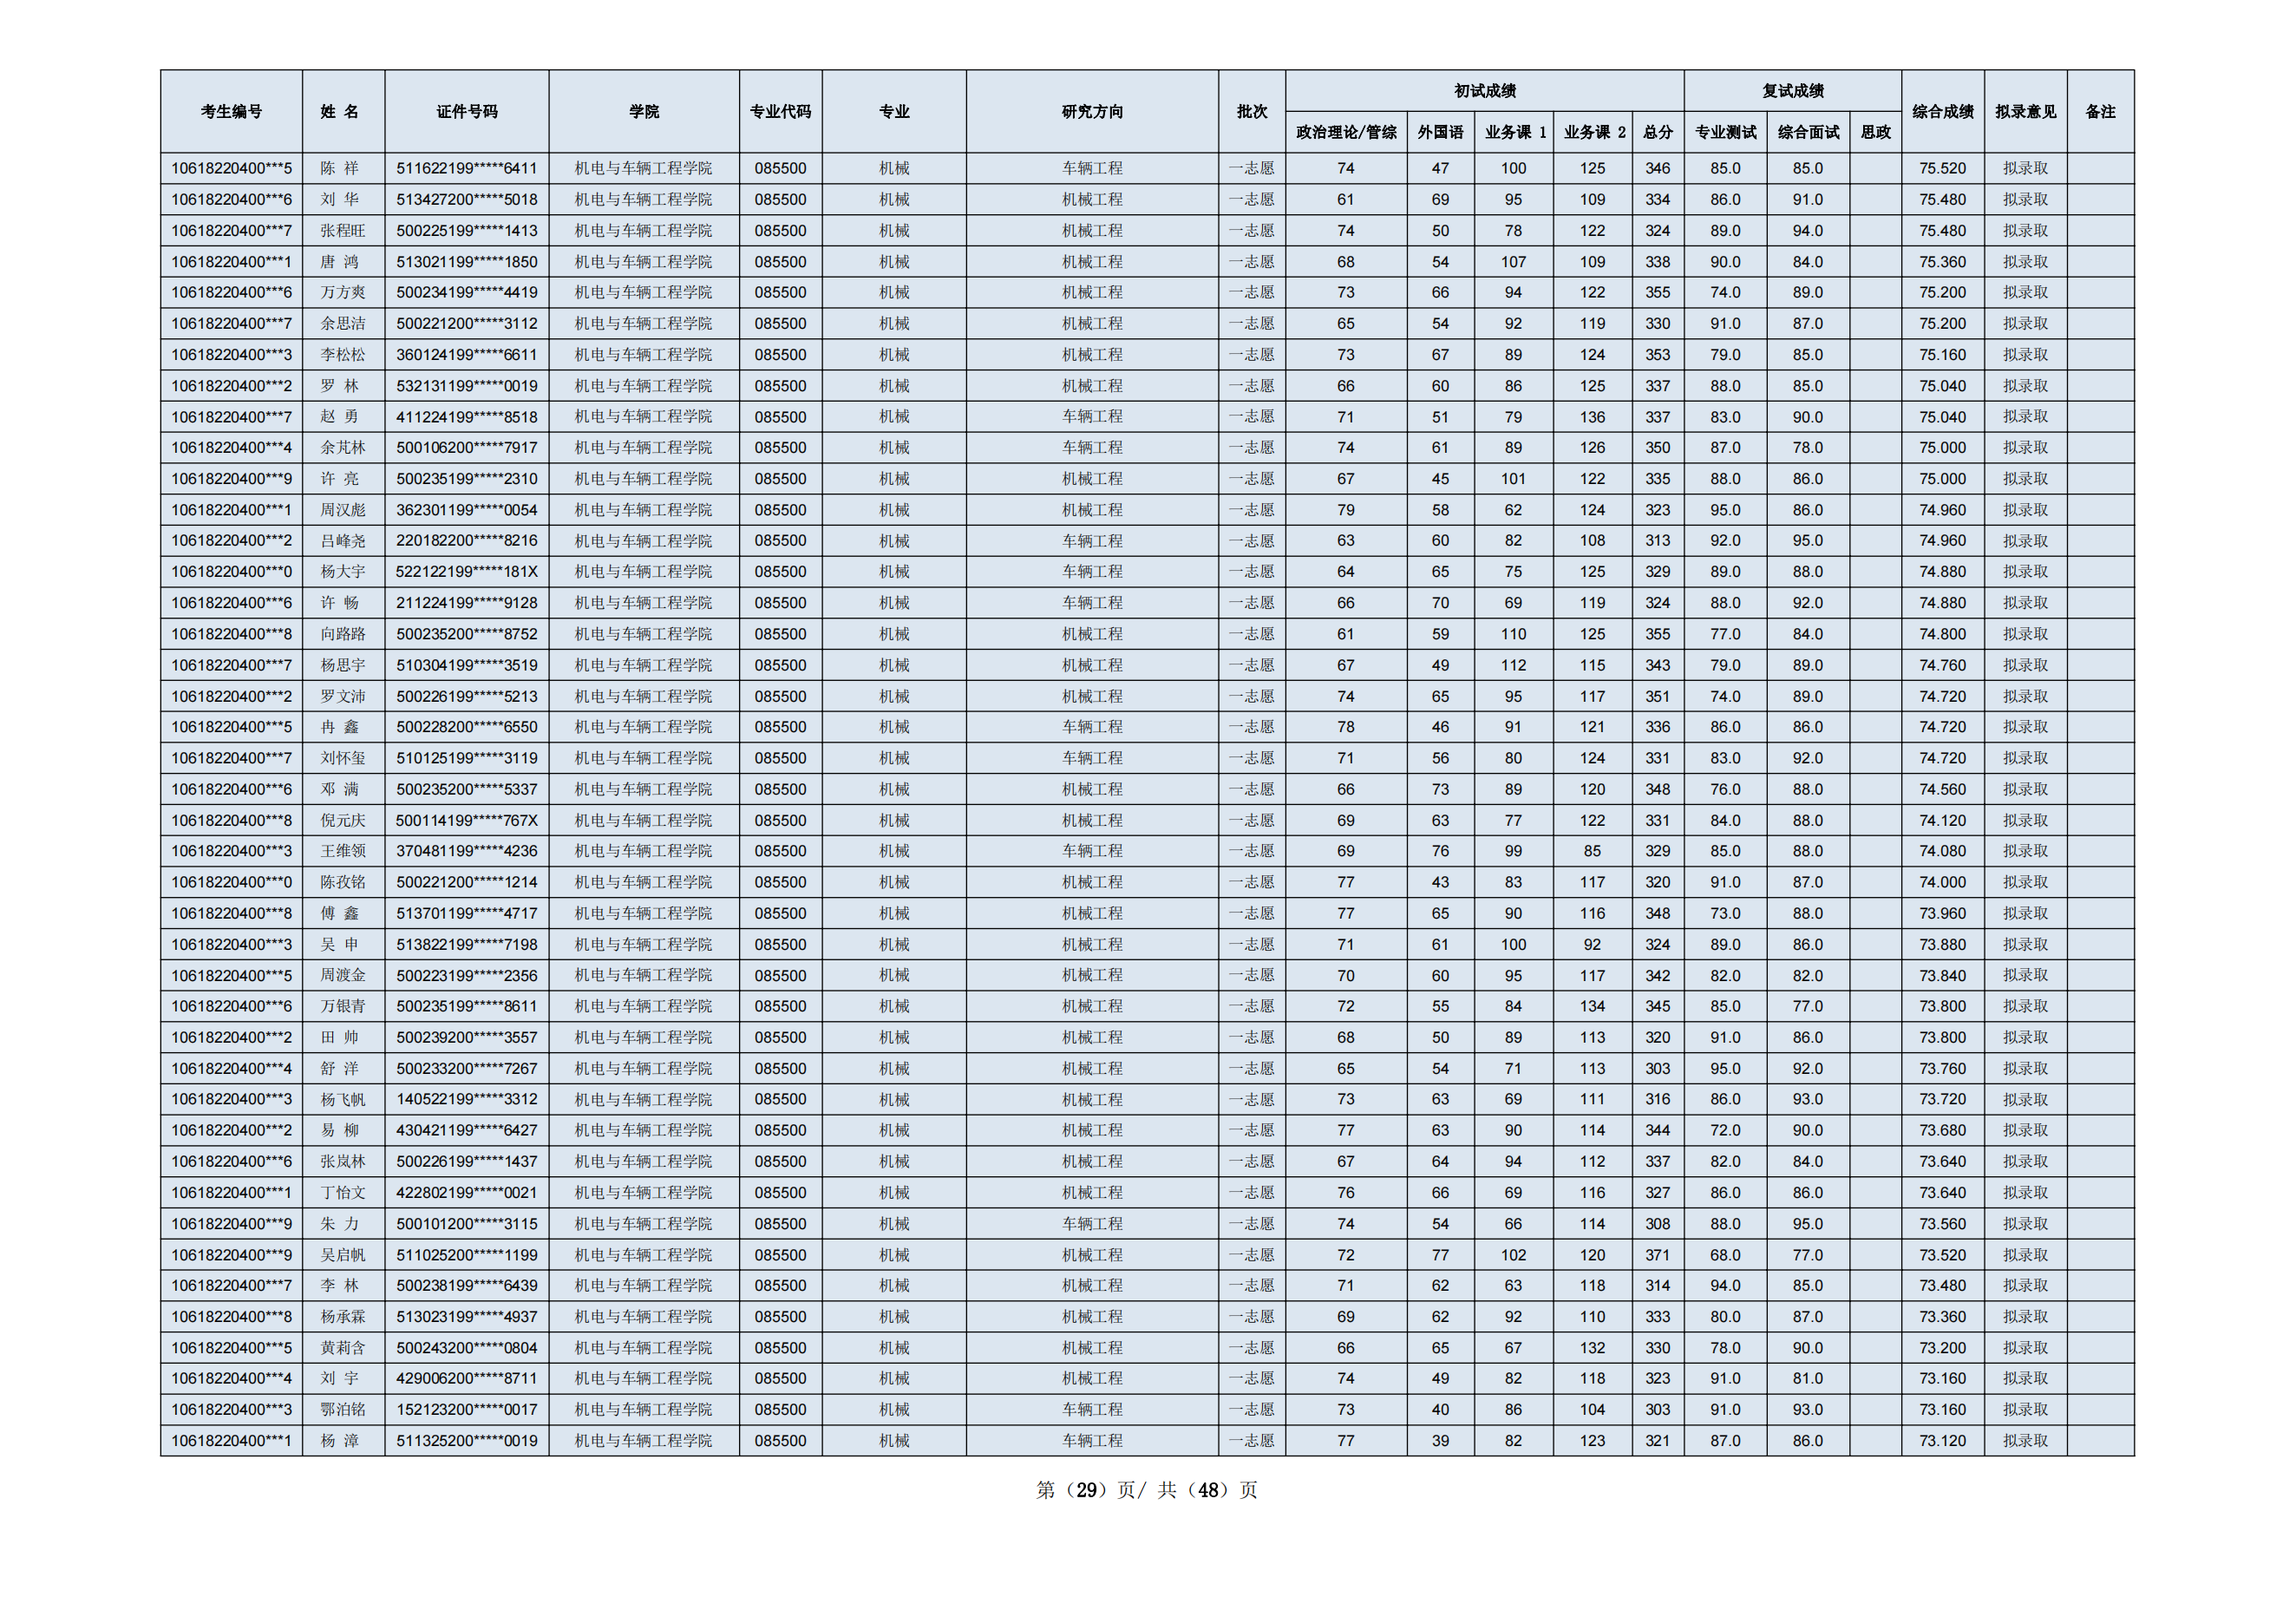 考生编号 姓 名 证件号码 学院 专业代码 专业 研究方向 批次 初试成绩 复试成绩 综合成绩 拟录意见 备注
政治理论/管综 外国语 业务课 1 业务课 2 总分 专业测试 综合面试 思政
10618220400***5 陈 祥 511622199*****6411 机电与车辆工程学院 085500 机械 车辆工程 一志愿 74 47 100 125 346 85.0 85.0 75.520 拟录取
10618220400***6 刘 华 513427200*****5018 机电与车辆工程学院 085500 机械 机械工程 一志愿 61 69 95 109 334 86.0 91.0 75.480 拟录取
10618220400***7 张程旺 500225199*****1413 机电与车辆工程学院 085500 机械 机械工程 一志愿 74 50 78 122 324 89.0 94.0 75.480 拟录取
10618220400***1 唐 鸿 513021199*****1850 机电与车辆工程学院 085500 机械 机械工程 一志愿 68 54 107 109 338 90.0 84.0 75.360 拟录取
10618220400***6 万方爽 500234199*****4419 机电与车辆工程学院 085500 机械 机械工程 一志愿 73 66 94 122 355 74.0 89.0 75.200 拟录取
10618220400***7 余思洁 500221200*****3112 机电与车辆工程学院 085500 机械 机械工程 一志愿 65 54 92 119 330 91.0 87.0 75.200 拟录取
10618220400***3 李松松 360124199*****6611 机电与车辆工程学院 085500 机械 机械工程 一志愿 73 67 89 124 353 79.0 85.0 75.160 拟录取
10618220400***2 罗 林 532131199*****0019 机电与车辆工程学院 085500 机械 机械工程 一志愿 66 60 86 125 337 88.0 85.0 75.040 拟录取
10618220400***7 赵 勇 411224199*****8518 机电与车辆工程学院 085500 机械 车辆工程 一志愿 71 51 79 136 337 83.0 90.0 75.040 拟录取
10618220400***4 余芃林 500106200*****7917 机电与车辆工程学院 085500 机械 车辆工程 一志愿 74 61 89 126 350 87.0 78.0 75.000 拟录取
10618220400***9 许 亮 500235199*****2310 机电与车辆工程学院 085500 机械 机械工程 一志愿 67 45 101 122 335 88.0 86.0 75.000 拟录取
10618220400***1 周汉彪 362301199*****0054 机电与车辆工程学院 085500 机械 机械工程 一志愿 79 58 62 124 323 95.0 86.0 74.960 拟录取
10618220400***2 吕峰尧 220182200*****8216 机电与车辆工程学院 085500 机械 车辆工程 一志愿 63 60 82 108 313 92.0 95.0 74.960 拟录取
10618220400***0 杨大宇 522122199*****181X 机电与车辆工程学院 085500 机械 车辆工程 一志愿 64 65 75 125 329 89.0 88.0 74.880 拟录取
10618220400***6 许 畅 211224199*****9128 机电与车辆工程学院 085500 机械 车辆工程 一志愿 66 70 69 119 324 88.0 92.0 74.880 拟录取
10618220400***8 向路路 500235200*****8752 机电与车辆工程学院 085500 机械 机械工程 一志愿 61 59 110 125 355 77.0 84.0 74.800 拟录取
10618220400***7 杨思宇 510304199*****3519 机电与车辆工程学院 085500 机械 机械工程 一志愿 67 49 112 115 343 79.0 89.0 74.760 拟录取
10618220400***2 罗文沛 500226199*****5213 机电与车辆工程学院 085500 机械 机械工程 一志愿 74 65 95 117 351 74.0 89.0 74.720 拟录取
10618220400***5 冉 鑫 500228200*****6550 机电与车辆工程学院 085500 机械 车辆工程 一志愿 78 46 91 121 336 86.0 86.0 74.720 拟录取
10618220400***7 刘怀玺 510125199*****3119 机电与车辆工程学院 085500 机械 车辆工程 一志愿 71 56 80 124 331 83.0 92.0 74.720 拟录取
10618220400***6 邓 满 500235200*****5337 机电与车辆工程学院 085500 机械 机械工程 一志愿 66 73 89 120 348 76.0 88.0 74.560 拟录取
10618220400***8 倪元庆 500114199*****767X 机电与车辆工程学院 085500 机械 机械工程 一志愿 69 63 77 122 331 84.0 88.0 74.120 拟录取
10618220400***3 王维领 370481199*****4236 机电与车辆工程学院 085500 机械 车辆工程 一志愿 69 76 99 85 329 85.0 88.0 74.080 拟录取
10618220400***0 陈孜铭 500221200*****1214 机电与车辆工程学院 085500 机械 机械工程 一志愿 77 43 83 117 320 91.0 87.0 74.000 拟录取
10618220400***8 傅 鑫 513701199*****4717 机电与车辆工程学院 085500 机械 机械工程 一志愿 77 65 90 116 348 73.0 88.0 73.960 拟录取
10618220400***3 吴 申 513822199*****7198 机电与车辆工程学院 085500 机械 机械工程 一志愿 71 61 100 92 324 89.0 86.0 73.880 拟录取
10618220400***5 周渡金 500223199*****2356 机电与车辆工程学院 085500 机械 机械工程 一志愿 70 60 95 117 342 82.0 82.0 73.840 拟录取
10618220400***6 万银青 500235199*****8611 机电与车辆工程学院 085500 机械 机械工程 一志愿 72 55 84 134 345 85.0 77.0 73.800 拟录取
10618220400***2 田 帅 500239200*****3557 机电与车辆工程学院 085500 机械 机械工程 一志愿 68 50 89 113 320 91.0 86.0 73.800 拟录取
10618220400***4 舒 洋 500233200*****7267 机电与车辆工程学院 085500 机械 机械工程 一志愿 65 54 71 113 303 95.0 92.0 73.760 拟录取
10618220400***3 杨飞帆 140522199*****3312 机电与车辆工程学院 085500 机械 机械工程 一志愿 73 63 69 111 316 86.0 93.0 73.720 拟录取
10618220400***2 易 柳 430421199*****6427 机电与车辆工程学院 085500 机械 机械工程 一志愿 77 63 90 114 344 72.0 90.0 73.680 拟录取
10618220400***6 张岚林 500226199*****1437 机电与车辆工程学院 085500 机械 机械工程 一志愿 67 64 94 112 337 82.0 84.0 73.640 拟录取
10618220400***1 丁怡文 422802199*****0021 机电与车辆工程学院 085500 机械 机械工程 一志愿 76 66 69 116 327 86.0 86.0 73.640 拟录取
10618220400***9 朱 力 500101200*****3115 机电与车辆工程学院 085500 机械 车辆工程 一志愿 74 54 66 114 308 88.0 95.0 73.560 拟录取
10618220400***9 吴启帆 511025200*****1199 机电与车辆工程学院 085500 机械 机械工程 一志愿 72 77 102 120 371 68.0 77.0 73.520 拟录取
10618220400***7 李 林 500238199*****6439 机电与车辆工程学院 085500 机械 机械工程 一志愿 71 62 63 118 314 94.0 85.0 73.480 拟录取
10618220400***8 杨承霖 513023199*****4937 机电与车辆工程学院 085500 机械 机械工程 一志愿 69 62 92 110 333 80.0 87.0 73.360 拟录取
10618220400***5 黄莉含 500243200*****0804 机电与车辆工程学院 085500 机械 机械工程 一志愿 66 65 67 132 330 78.0 90.0 73.200 拟录取
10618220400***4 刘 宇 429006200*****8711 机电与车辆工程学院 085500 机械 机械工程 一志愿 74 49 82 118 323 91.0 81.0 73.160 拟录取
10618220400***3 鄂泊铭 152123200*****0017 机电与车辆工程学院 085500 机械 车辆工程 一志愿 73 40 86 104 303 91.0 93.0 73.160 拟录取
10618220400***1 杨 漳 511325200*****0019 机电与车辆工程学院 085500 机械 车辆工程 一志愿 77 39 82 123 321 87.0 86.0 73.120 拟录取
第（29）页/ 共（48）页